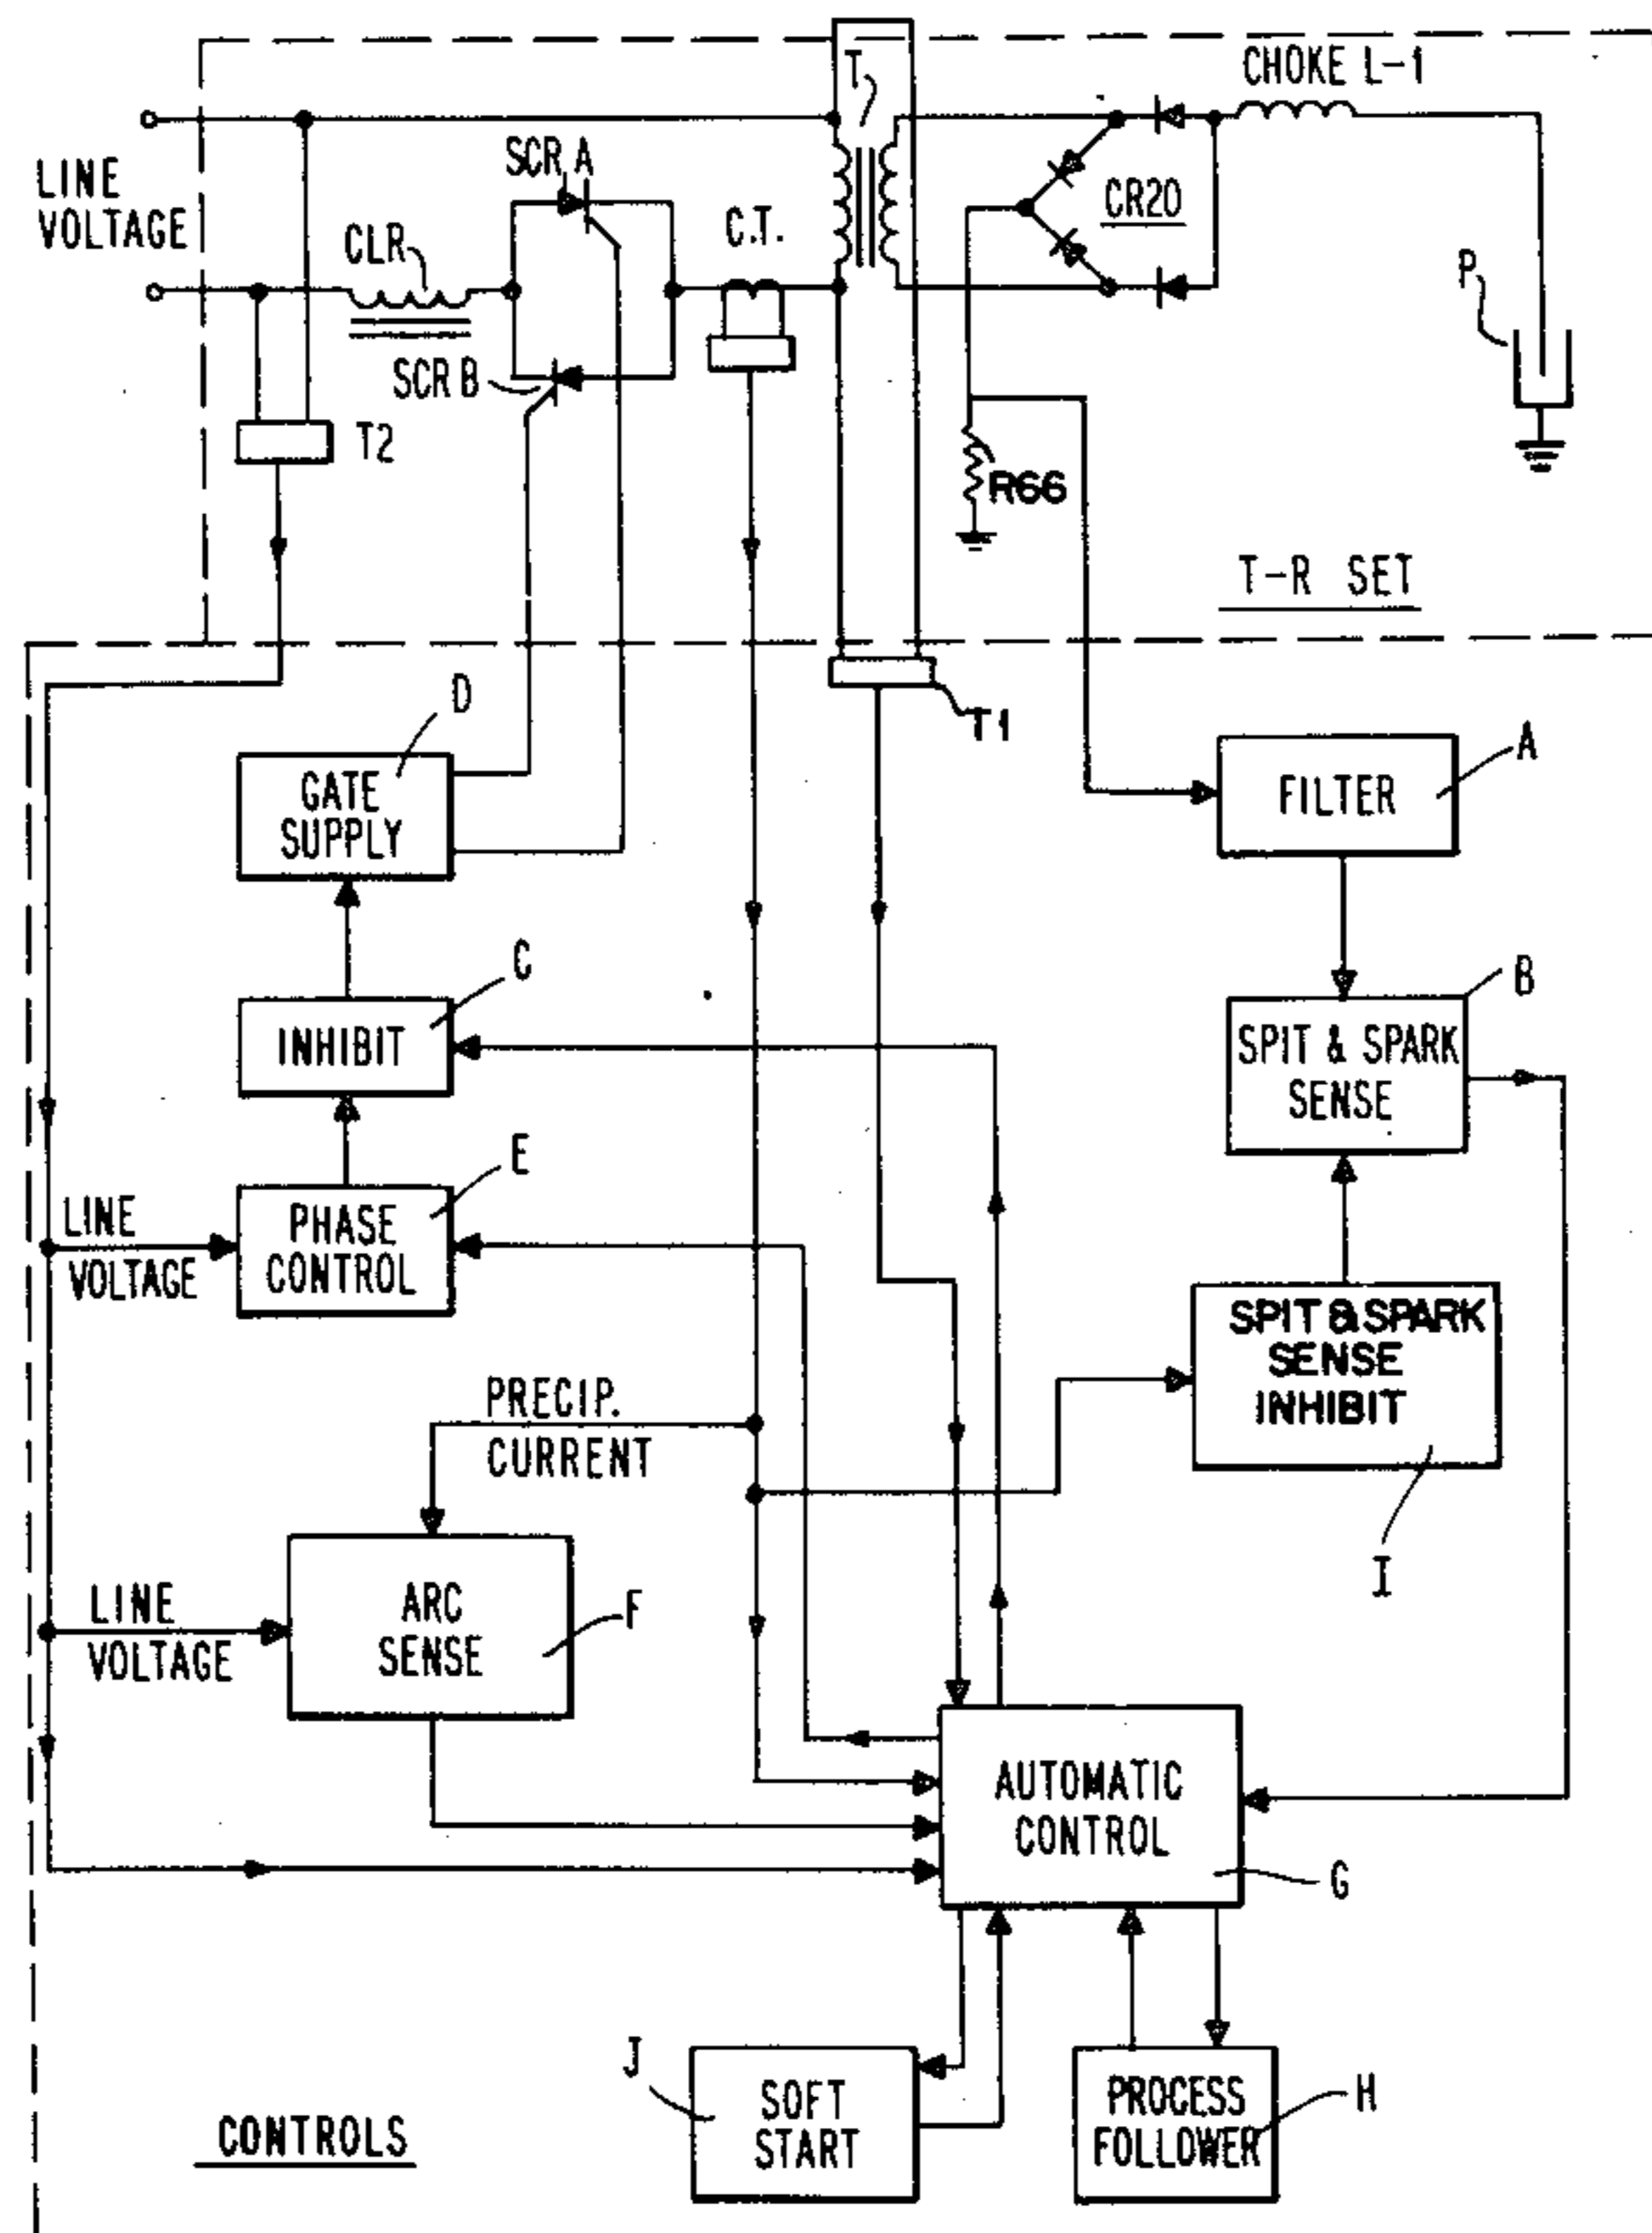 CHOKE L-1
T
SCR A
LINE
VOLTAGE
CLR
C.T.
CR20
P
SCR B
T2
R66
T-R SET
D
T1
A
GATE
SUPPLY
FILTER
C
B
INHIBIT
SPIT & SPARK
SENSE
E
LINE
VOLTAGE
PHASE
CONTROL
SPIT & SPARK
SENSE
INHIBIT
PRECIP.
CURRENT
I
LINE
VOLTAGE
ARC
SENSE
F
AUTOMATIC
CONTROL
G
J
SOFT
START
PROCESS
FOLLOWER
H
CONTROLS